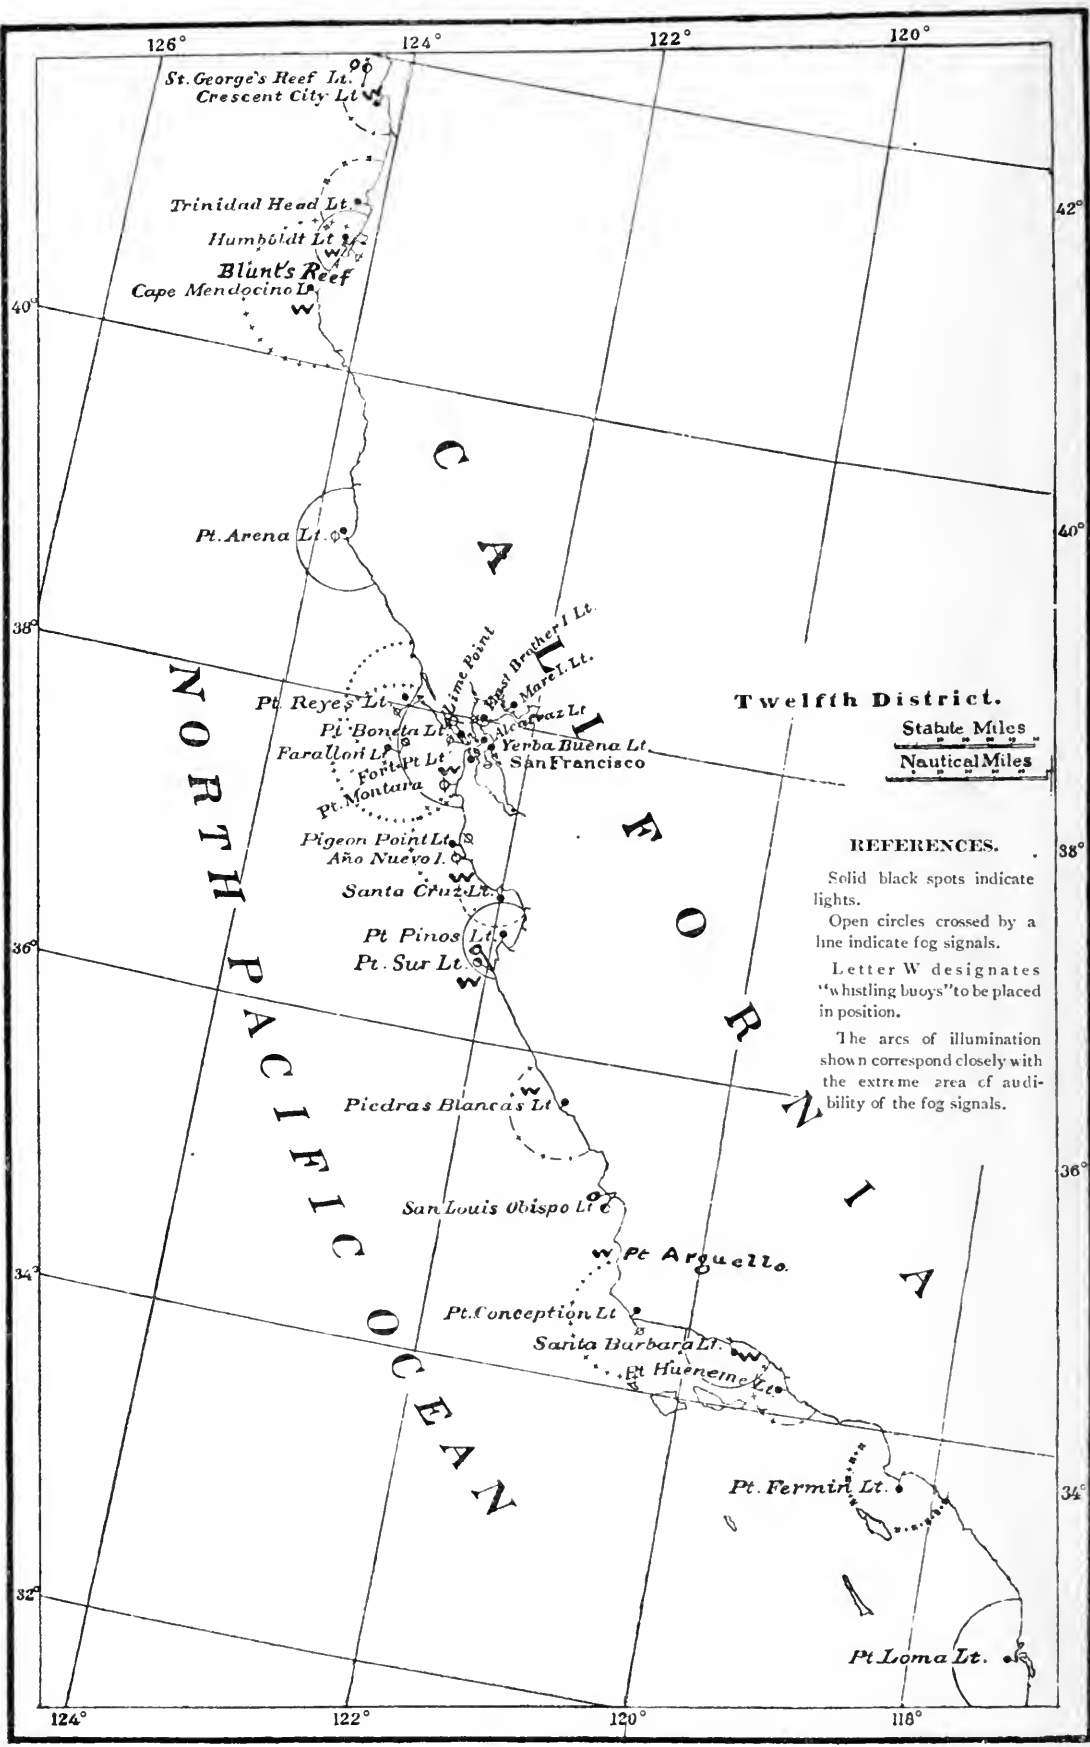 126° 124° 122° 120°
St. George's Reef Lt.
Crescent City Lt
W
42°
Trinidad Head Lt.
Humboldt Lt
W
Blunt's Reef
Cape Mendocino L
W
40°
40°
Pt. Arena Lt.
38°
Lime Point
East Brother I Lt.
Mare I. Lt.
Pt. Reyes Lt.
Pt Boneta Lt
Alcatraz Lt
Farallon Lt
Yerba Buena Lt.
Fort Pt Lt
San Francisco
W
Pt. Montara
Pigeon Point Lt
Año Nuevo I.
W
Santa Cruz Lt.
Pt Pinos Lt.
Pt. Sur Lt.
W
36°
CALIFORNIA
NORTH PACIFIC OCEAN
Twelfth District.
Statute Miles
Nautical Miles
38°
REFERENCES.
Solid black spots indicate
lights.
Open circles crossed by a
line indicate fog signals.
Letter W designates
"whistling buoys" to be placed
in position.
The arcs of illumination
shown correspond closely with
the extreme area of audi-
bility of the fog signals.
W
Piedras Blancas Lt
36°
San Louis Obispo Lt
W Pt Arguello.
34°
Pt. Conception Lt
Santa Barbara Lt.
W
Pt Hueneme Lt.
Pt. Fermin Lt.
34°
32°
Pt Loma Lt.
124° 122° 120° 118°